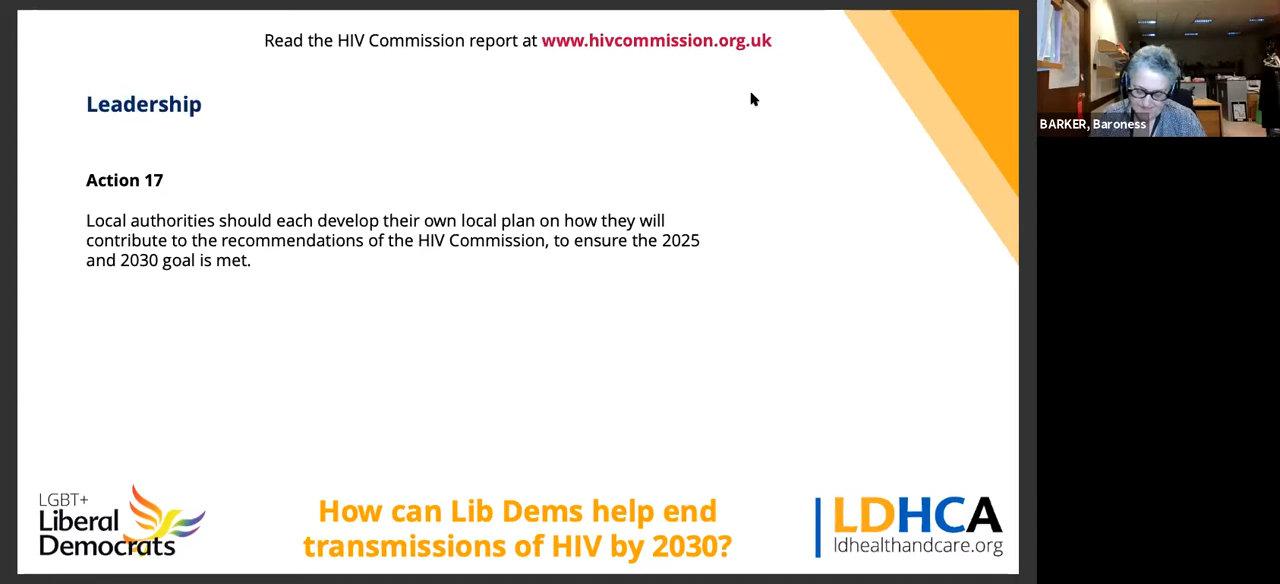 Read the HIV Commission report at www.hivcommission.org.uk
Leadership
Action 17
Local authorities should each develop their own local plan on how they will
contribute to the recommendations of the HIV Commission, to ensure the 2025
and 2030 goal is met.
LGBT+
Liberal
Democrats
How can Lib Dems help end
transmissions of HIV by 2030?
LDHCA
ldhealthandcare.org
BARKER, Baroness